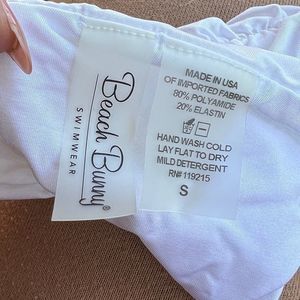 Beach Bunny®
SWIMWEAR
MADE IN USA
OF IMPORTED FABRICS
80% POLYAMIDE
20% ELASTIN
HAND WASH COLD
LAY FLAT TO DRY
MILD DETERGENT
RN# 119215
S